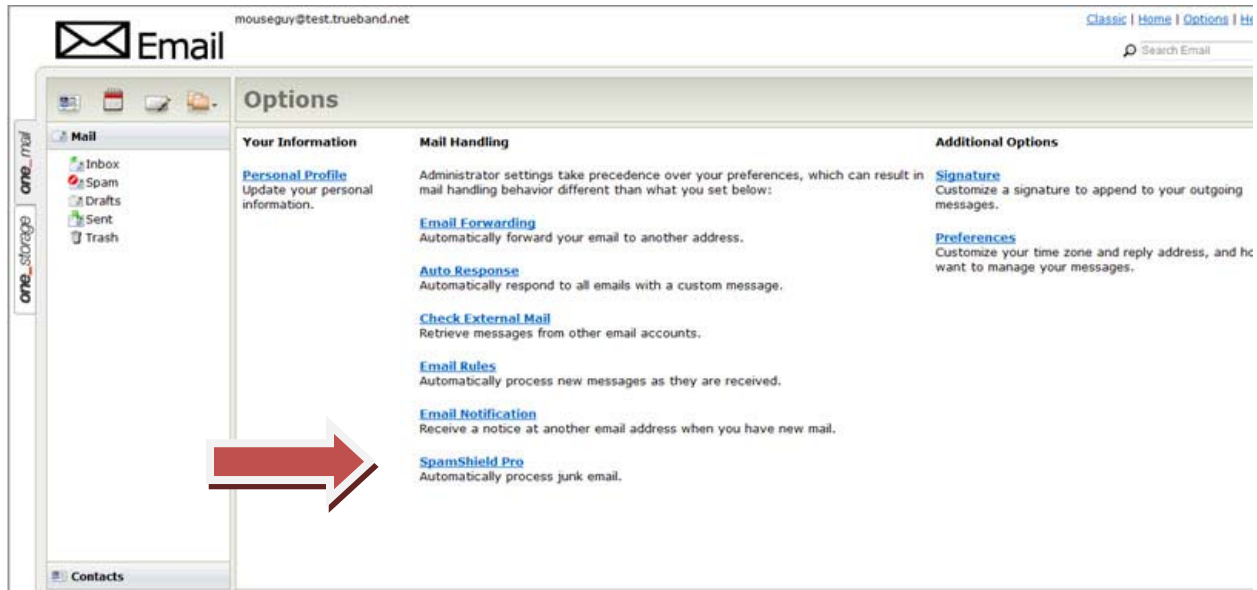 mouseguy@test.trueband.net
Classic | Home | Options |
Email
Search Email
one_mail
one_storage
Mail
Inbox
Spam
Drafts
Sent
Trash
Contacts
Options
Your Information
Personal Profile
Update your personal
information.
Mail Handling
Administrator settings take precedence over your preferences, which can result in
mail handling behavior different than what you set below:
Email Forwarding
Automatically forward your email to another address.
Auto Response
Automatically respond to all emails with a custom message.
Check External Mail
Retrieve messages from other email accounts.
Email Rules
Automatically process new messages as they are received.
Email Notification
Receive a notice at another email address when you have new mail.
SpamShield Pro
Automatically process junk email.
Additional Options
Signature
Customize a signature to append to your outgoing
messages.
Preferences
Customize your time zone and reply address, and
want to manage your messages.